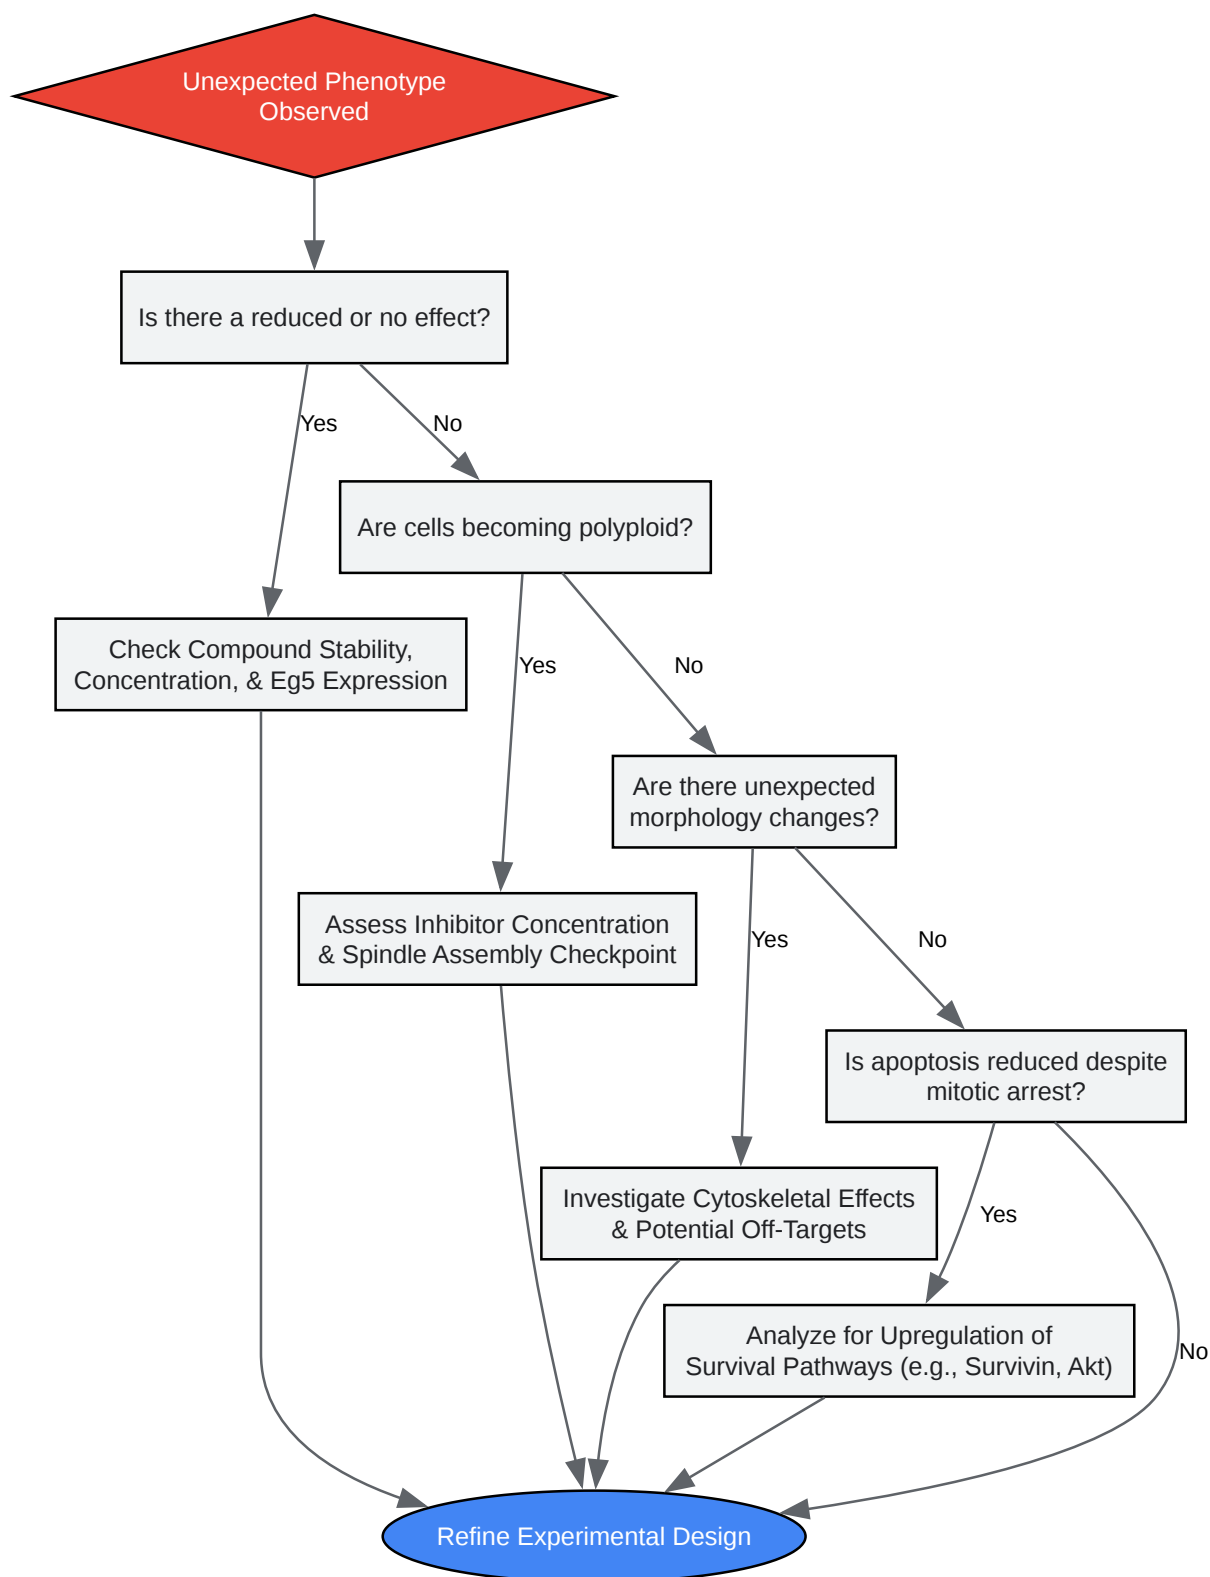 Unexpected Phenotype
Observed
Is there a reduced or no effect?
Yes
No
Are cells becoming polyploid?
Check Compound Stability,
Concentration, & Eg5 Expression
Yes
No
Are there unexpected
morphology changes?
Assess Inhibitor Concentration
& Spindle Assembly Checkpoint
Yes
No
Is apoptosis reduced despite
mitotic arrest?
Investigate Cytoskeletal Effects
& Potential Off-Targets
Yes
Analyze for Upregulation of
Survival Pathways (e.g., Survivin, Akt)
No
Refine Experimental Design